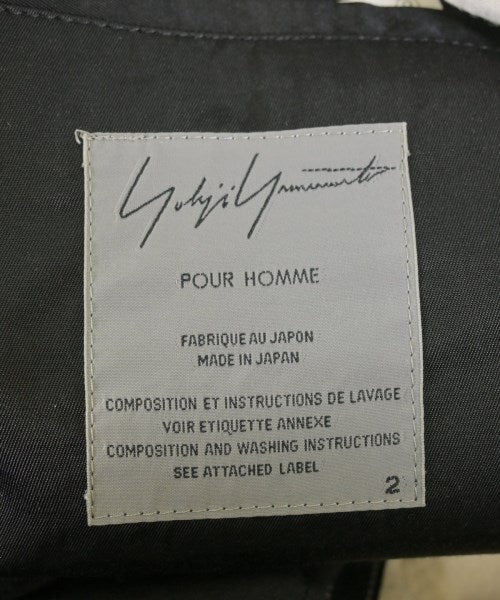 Yohji Yamamoto
POUR HOMME
FABRIQUE AU JAPON
MADE IN JAPAN
COMPOSITION ET INSTRUCTIONS DE LAVAGE
VOIR ETIQUETTE ANNEXE
COMPOSITION AND WASHING INSTRUCTIONS
SEE ATTACHED LABEL
2